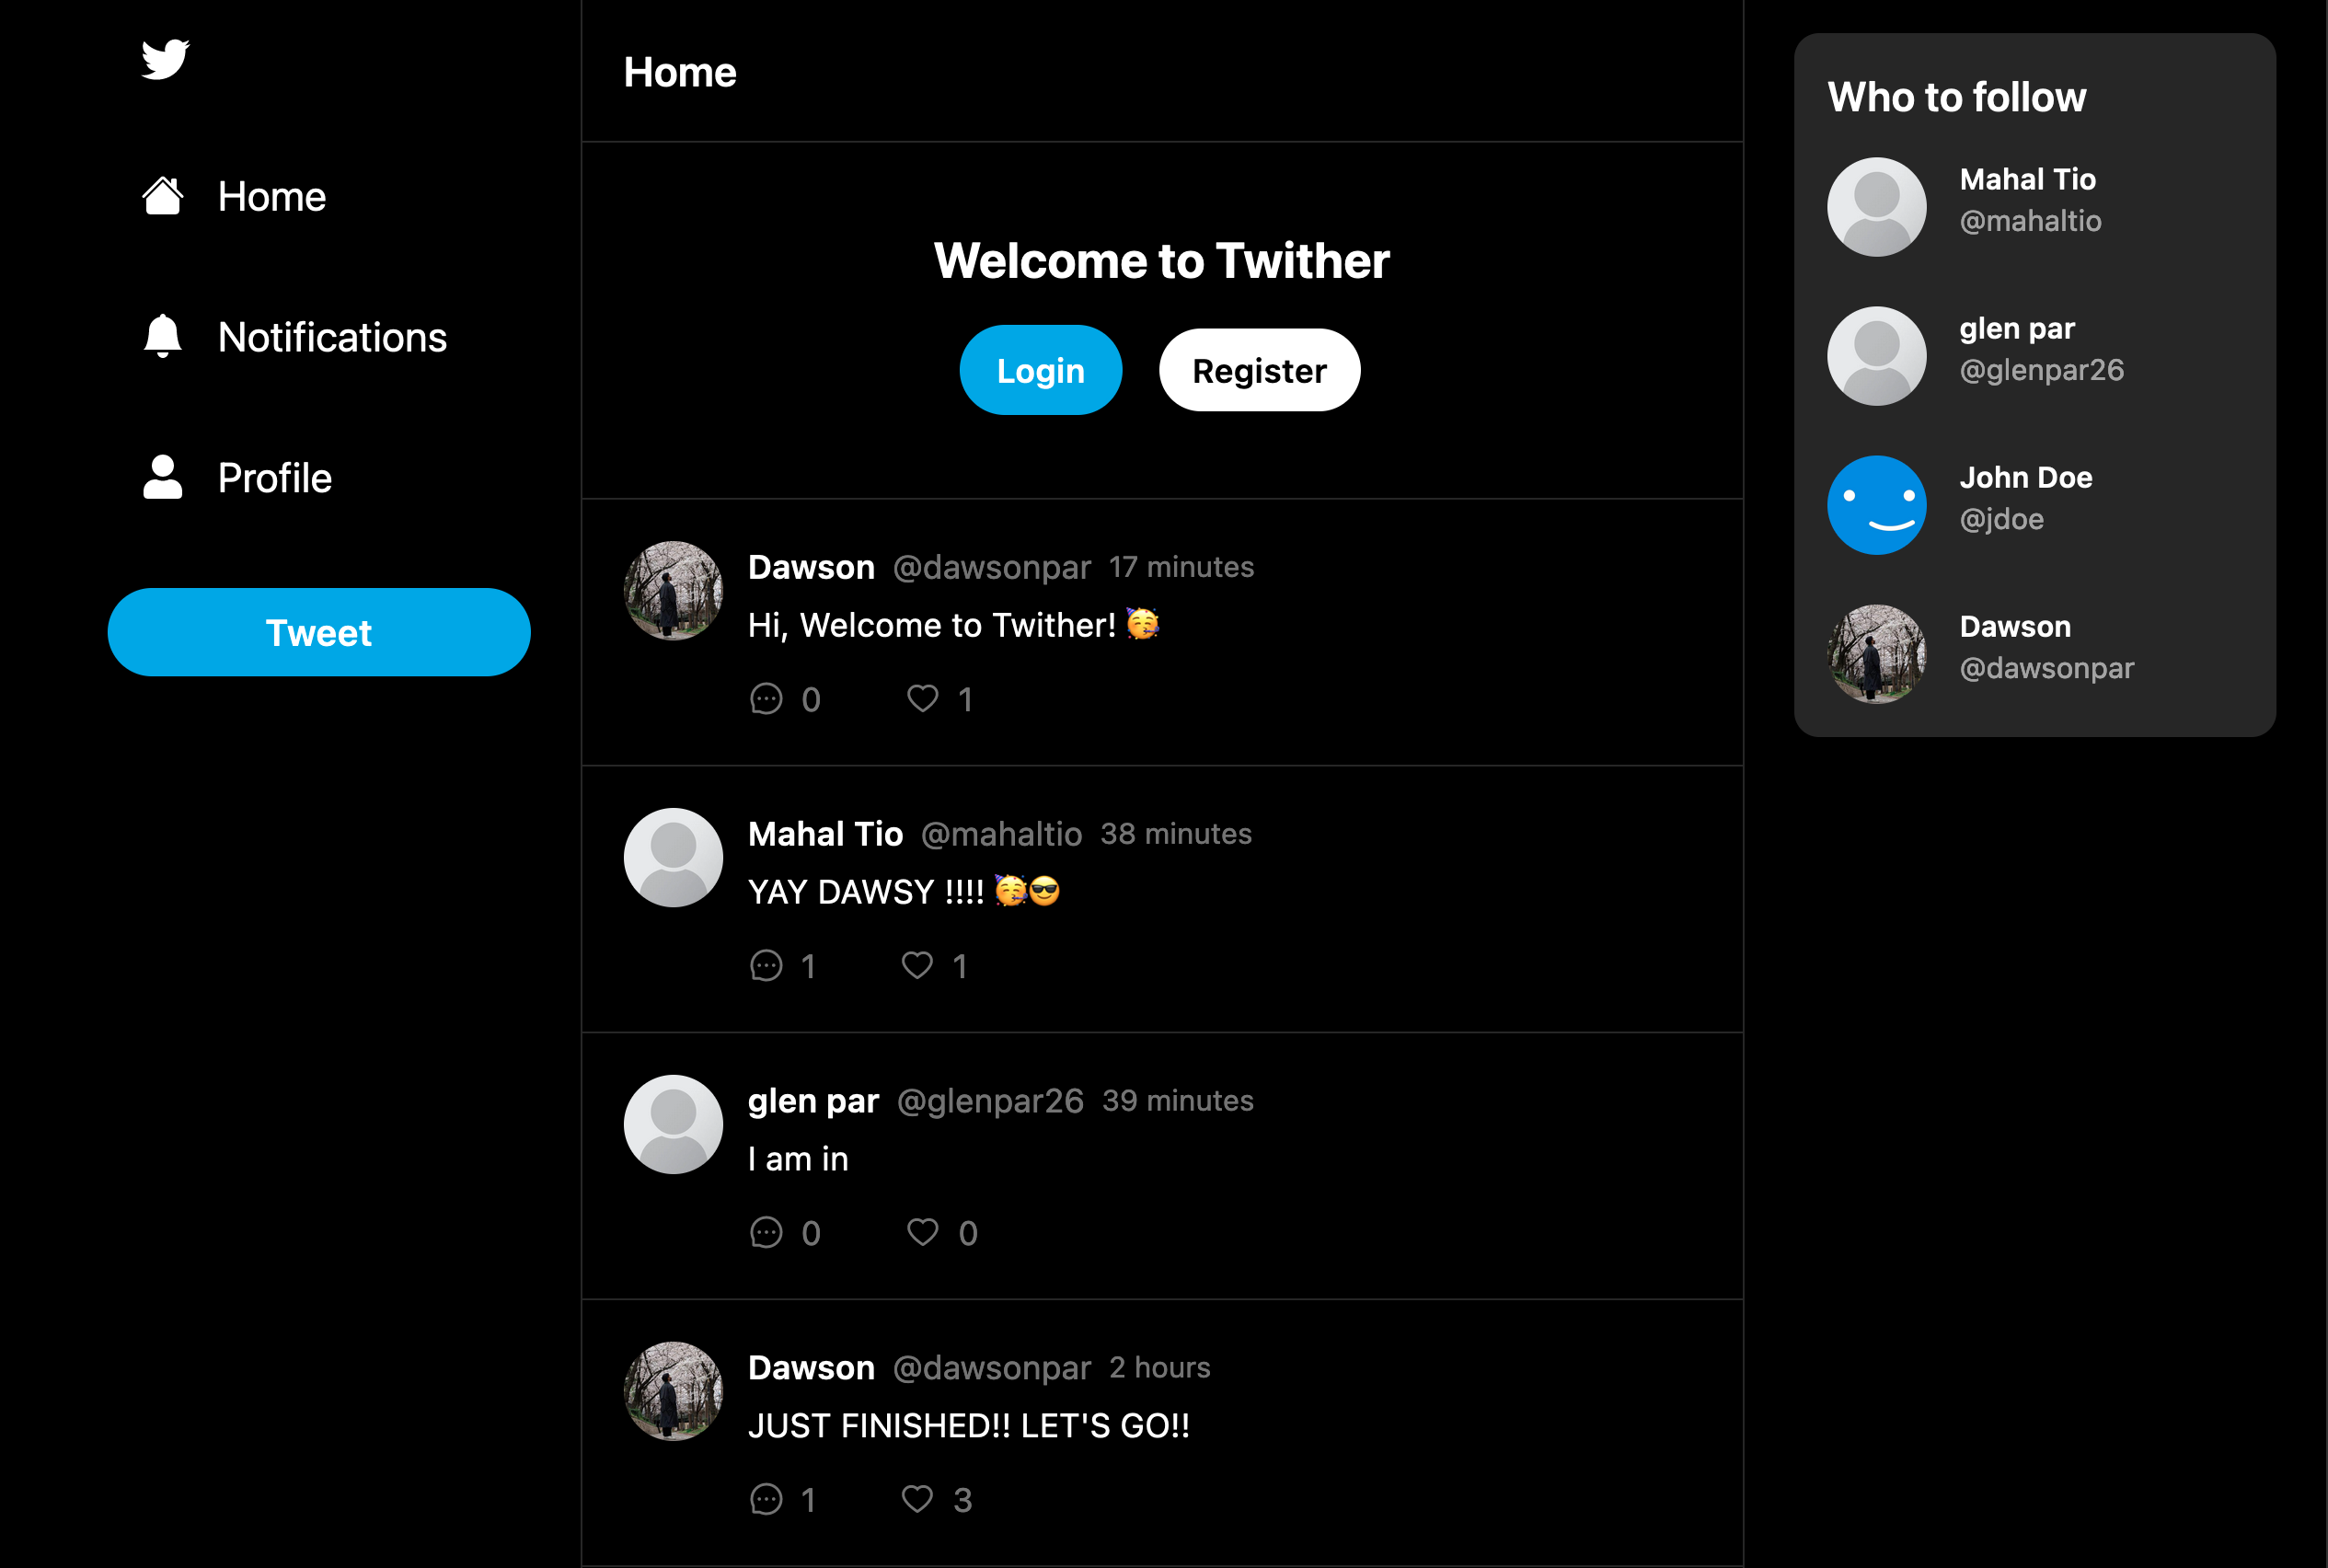 Home
Notifications
Profile
Tweet
Home
Welcome to Twither
Login Register
Dawson @dawsonpar 17 minutes
Hi, Welcome to Twither! 🥳
0 1
Mahal Tio @mahaltio 38 minutes
YAY DAWSY !!!! 🥳😎
1 1
glen par @glenpar26 39 minutes
I am in
0 0
Dawson @dawsonpar 2 hours
JUST FINISHED!! LET'S GO!!
1 3
Who to follow
Mahal Tio
@mahaltio
glen par
@glenpar26
John Doe
@jdoe
Dawson
@dawsonpar